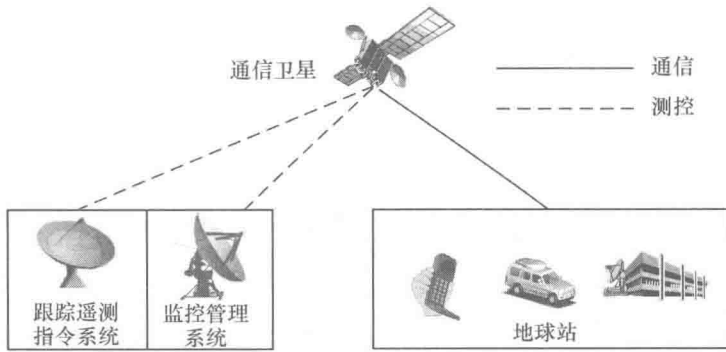 通信卫星
通信
测控
跟踪遥测
指令系统
监控管理
系统
地球站